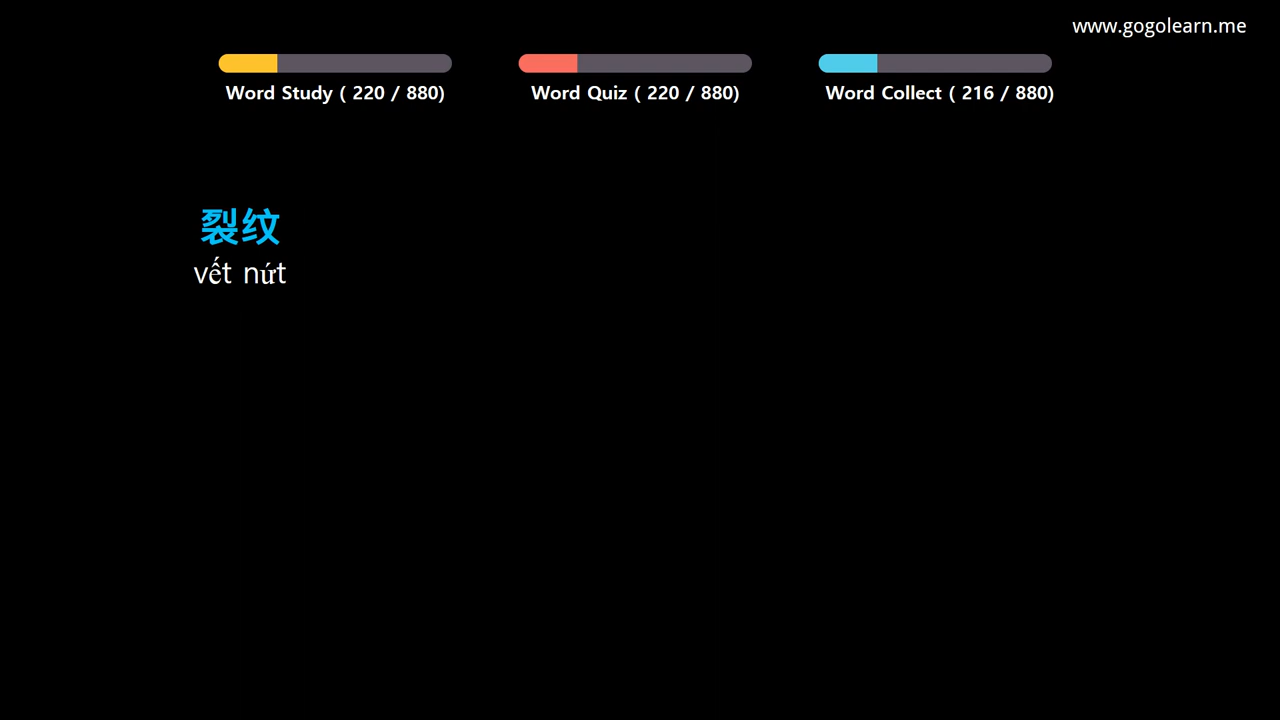 www.gogolearn.me
Word Study ( 220 / 880)
Word Quiz ( 220 / 880)
Word Collect ( 216 / 880)
裂纹
vết nứt